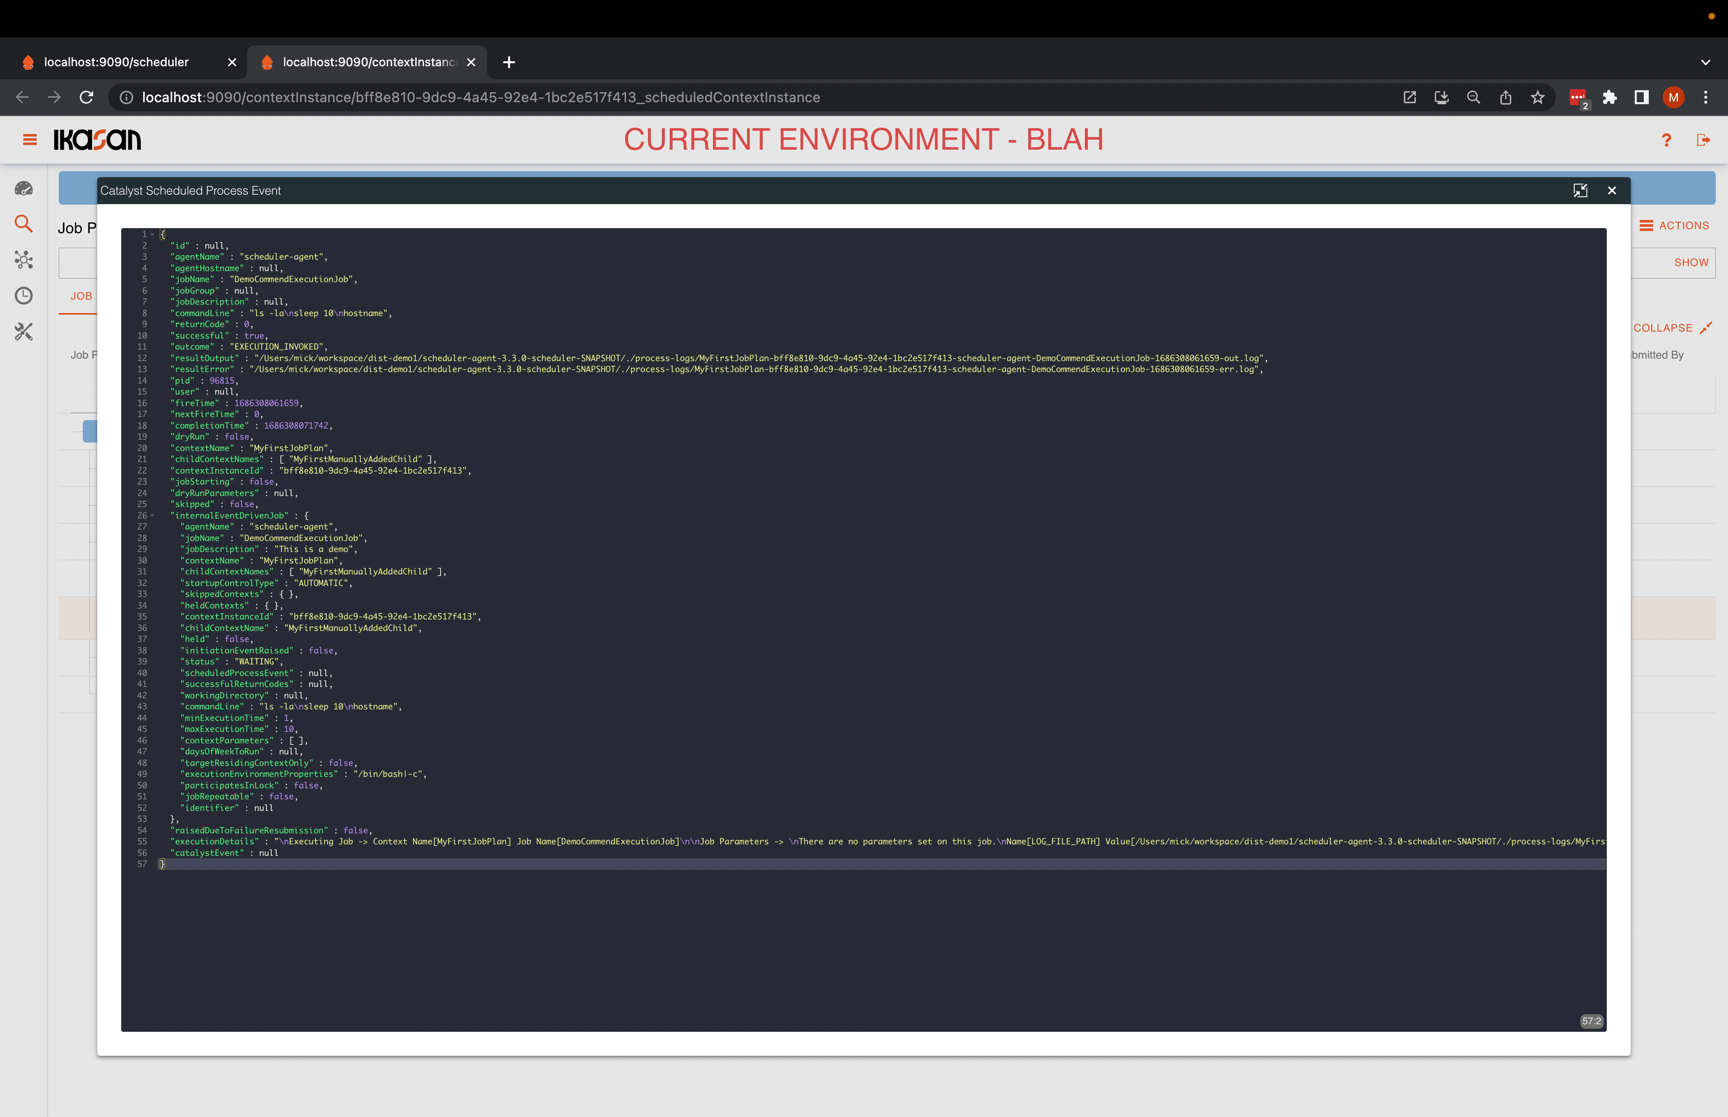 localhost:9090/scheduler
localhost:9090/contextInstanc
localhost:9090/contextInstance/bff8e810-9dc9-4a45-92e4-1bc2e517f413_scheduledContextInstance
2
M
IKASAN
CURRENT ENVIRONMENT - BLAH
?
Catalyst Scheduled Process Event
Job P
ACTIONS
SHOW
JOB
COLLAPSE
Job P
bmitted By
1 {
2 "id" : null,
3 "agentName" : "scheduler-agent",
4 "agentHostname" : null,
5 "jobName" : "DemoCommendExecutionJob",
6 "jobGroup" : null,
7 "jobDescription" : null,
8 "commandLine" : "ls -la\nsleep 10\nhostname",
9 "returnCode" : 0,
10 "successful" : true,
11 "outcome" : "EXECUTION_INVOKED",
12 "resultOutput" : "/Users/mick/workspace/dist-demo1/scheduler-agent-3.3.0-scheduler-SNAPSHOT/./process-logs/MyFirstJobPlan-bff8e810-9dc9-4a45-92e4-1bc2e517f413-scheduler-agent-DemoCommendExecutionJob-1686308061659-out.log",
13 "resultError" : "/Users/mick/workspace/dist-demo1/scheduler-agent-3.3.0-scheduler-SNAPSHOT/./process-logs/MyFirstJobPlan-bff8e810-9dc9-4a45-92e4-1bc2e517f413-scheduler-agent-DemoCommendExecutionJob-1686308061659-err.log",
14 "pid" : 96815,
15 "user" : null,
16 "fireTime" : 1686308061659,
17 "nextFireTime" : 0,
18 "completionTime" : 1686308071742,
19 "dryRun" : false,
20 "contextName" : "MyFirstJobPlan",
21 "childContextNames" : [ "MyFirstManuallyAddedChild" ],
22 "contextInstanceId" : "bff8e810-9dc9-4a45-92e4-1bc2e517f413",
23 "jobStarting" : false,
24 "dryRunParameters" : null,
25 "skipped" : false,
26 "internalEventDrivenJob" : {
27 "agentName" : "scheduler-agent",
28 "jobName" : "DemoCommendExecutionJob",
29 "jobDescription" : "This is a demo",
30 "contextName" : "MyFirstJobPlan",
31 "childContextNames" : [ "MyFirstManuallyAddedChild" ],
32 "startupControlType" : "AUTOMATIC",
33 "skippedContexts" : { },
34 "heldContexts" : { },
35 "contextInstanceId" : "bff8e810-9dc9-4a45-92e4-1bc2e517f413",
36 "childContextName" : "MyFirstManuallyAddedChild",
37 "held" : false,
38 "initiationEventRaised" : false,
39 "status" : "WAITING",
40 "scheduledProcessEvent" : null,
41 "successfulReturnCodes" : null,
42 "workingDirectory" : null,
43 "commandLine" : "ls -la\nsleep 10\nhostname",
44 "minExecutionTime" : 1,
45 "maxExecutionTime" : 10,
46 "contextParameters" : [ ],
47 "daysOfWeekToRun" : null,
48 "targetResidingContextOnly" : false,
49 "executionEnvironmentProperties" : "/bin/bash|-c",
50 "participatesInLock" : false,
51 "jobRepeatable" : false,
52 "identifier" : null
53 },
54 "raisedDueToFailureResubmission" : false,
55 "executionDetails" : "\nExecuting Job -> Context Name[MyFirstJobPlan] Job Name[DemoCommendExecutionJob]\n\nJob Parameters -> \nThere are no parameters set on this job.\nName[LOG_FILE_PATH] Value[/Users/mick/workspace/dist-demo1/scheduler-agent-3.3.0-scheduler-SNAPSHOT/./process-logs/MyFirs
56 "catalystEvent" : null
57 }
57:2